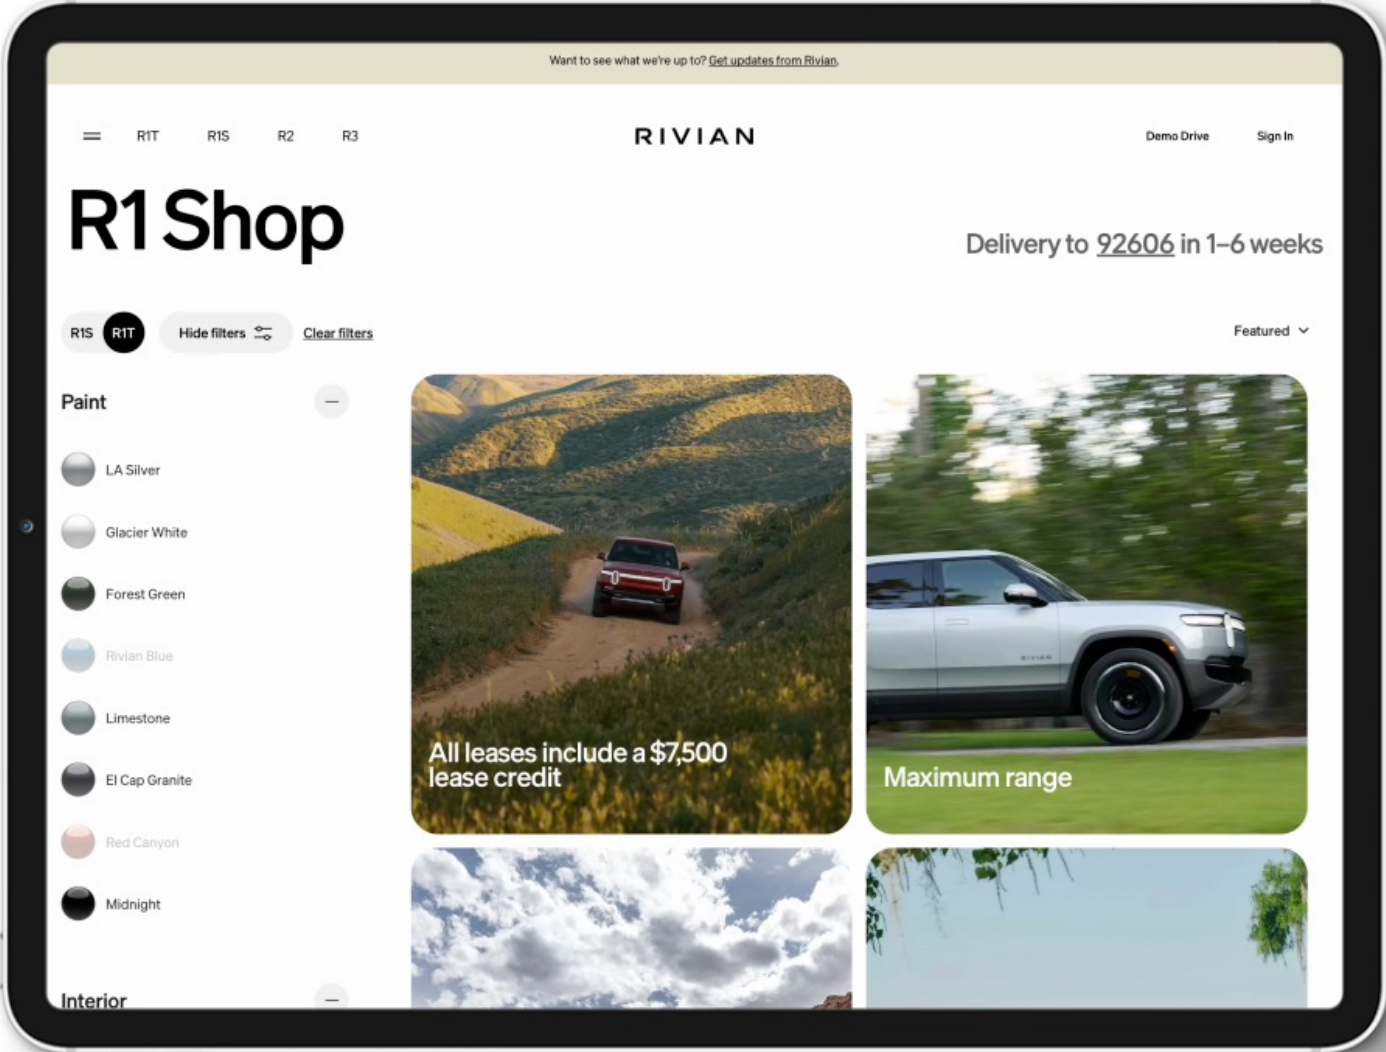 Want to see what we're up to? Get updates from Rivian.
R1T R1S R2 R3
RIVIAN
Demo Drive Sign In
R1 Shop
Delivery to 92606 in 1–6 weeks
R1S R1T Hide filters Clear filters
Featured
Paint
LA Silver
Glacier White
Forest Green
Rivian Blue
Limestone
El Cap Granite
Red Canyon
Midnight
Interior
All leases include a $7,500
lease credit
RIVIAN
Maximum range